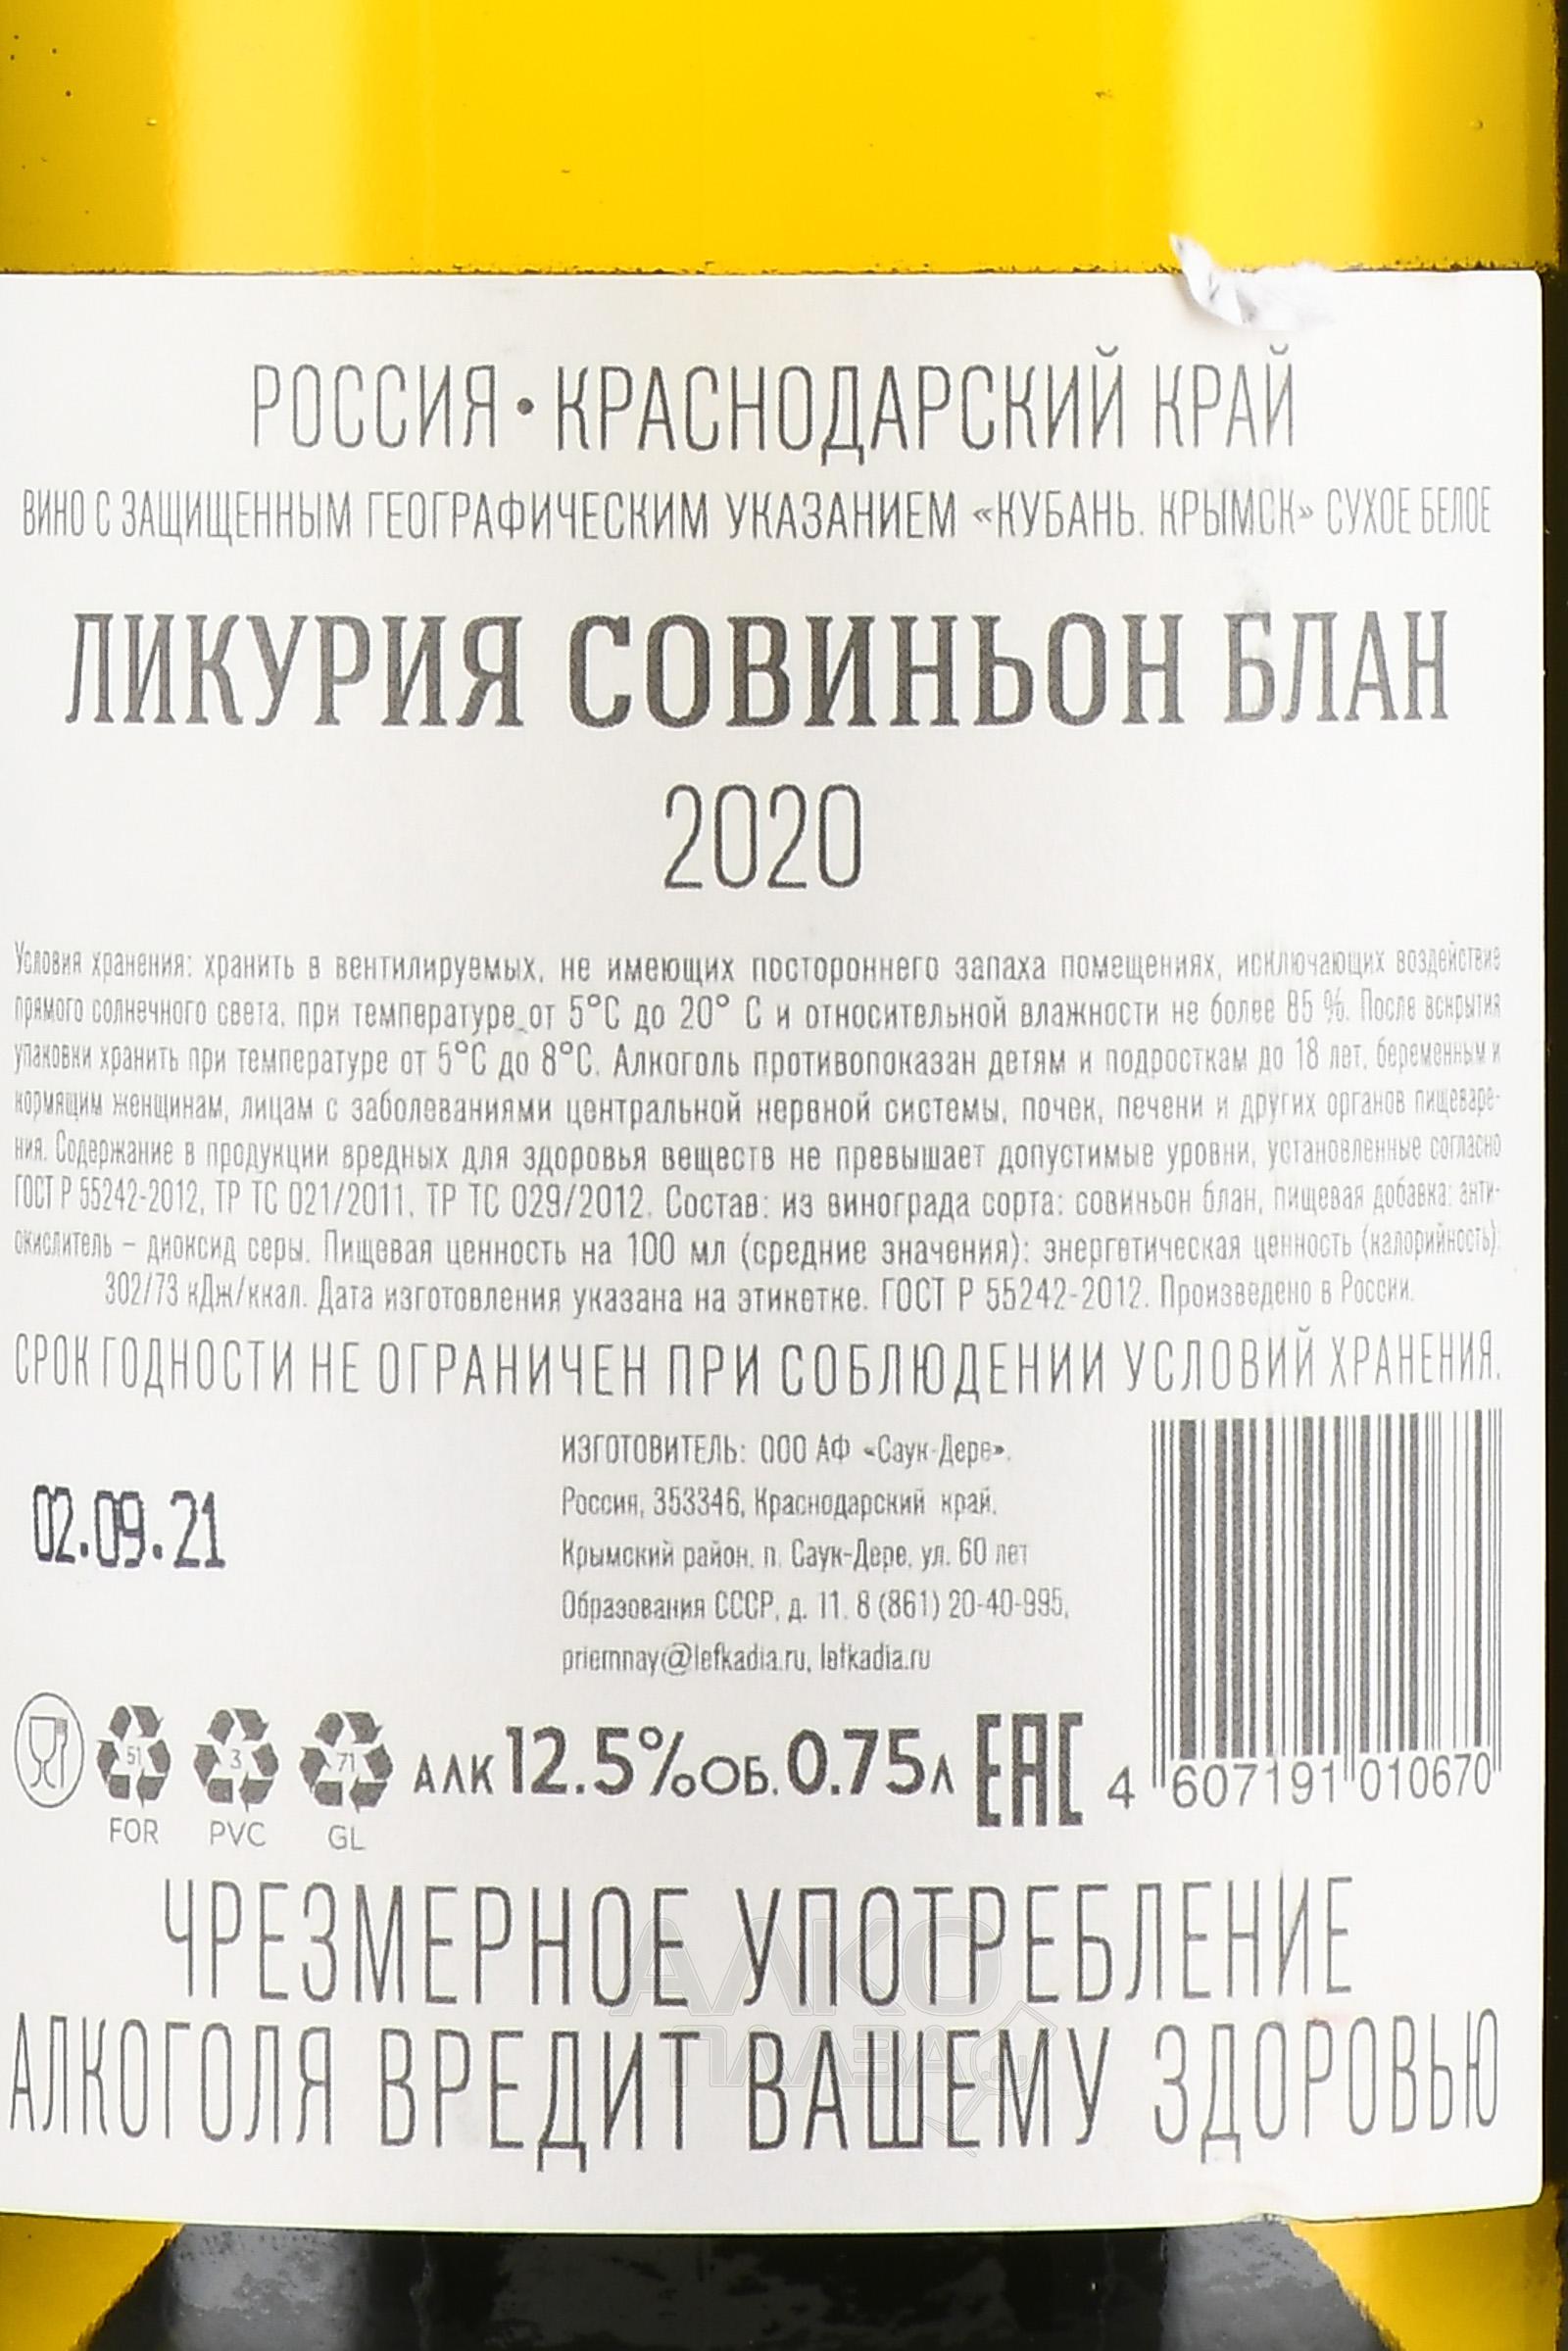 РОССИЯ • КРАСНОДАРСКИЙ КРАЙ
ВИНО С ЗАЩИЩЕННЫМ ГЕОГРАФИЧЕСКИМ УКАЗАНИЕМ «КУБАНЬ. КРЫМСК» СУХОЕ БЕЛОЕ
ЛИКУРИЯ СОВИНЬОН БЛАН
2020
Условия хранения: хранить в вентилируемых, не имеющих постороннего запаха помещениях, исключающих воздействие
прямого солнечного света, при температуре от 5°С до 20° С и относительной влажности не более 85 %. После вскрытия
упаковки хранить при температуре от 5°С до 8°С. Алкоголь противопоказан детям и подросткам до 18 лет, беременным и
кормящим женщинам, лицам с заболеваниями центральной нервной системы, почек, печени и других органов пищеваре-
ния. Содержание в продукции вредных для здоровья веществ не превышает допустимые уровни, установленные согласно
ГОСТ Р 55242-2012, ТР ТС 021/2011, ТР ТС 029/2012. Состав: из винограда сорта: совиньон блан, пищевая добавка: анти-
окислитель – диоксид серы. Пищевая ценность на 100 мл (средние значения): энергетическая ценность (калорийность):
302/73 кДж/ккал. Дата изготовления указана на этикетке. ГОСТ Р 55242-2012. Произведено в России.
СРОК ГОДНОСТИ НЕ ОГРАНИЧЕН ПРИ СОБЛЮДЕНИИ УСЛОВИЙ ХРАНЕНИЯ.
ИЗГОТОВИТЕЛЬ: ООО АФ «Саук-Дере».
Россия, 353346, Краснодарский край,
02.09.21
Крымский район, п. Саук-Дере, ул. 60 лет
Образования СССР, д. 11. 8 (861) 20-40-995,
priemnay@lefkadia.ru, lefkadia.ru
51 3 71 АЛК 12.5% ОБ. 0.75Л EAC 4 607191 010670
FOR PVC GL
ЧРЕЗМЕРНОЕ УПОТРЕБЛЕНИЕ
АЛКОГОЛЯ ВРЕДИТ ВАШЕМУ ЗДОРОВЬЮ
АЛКО
ПЛАЗА